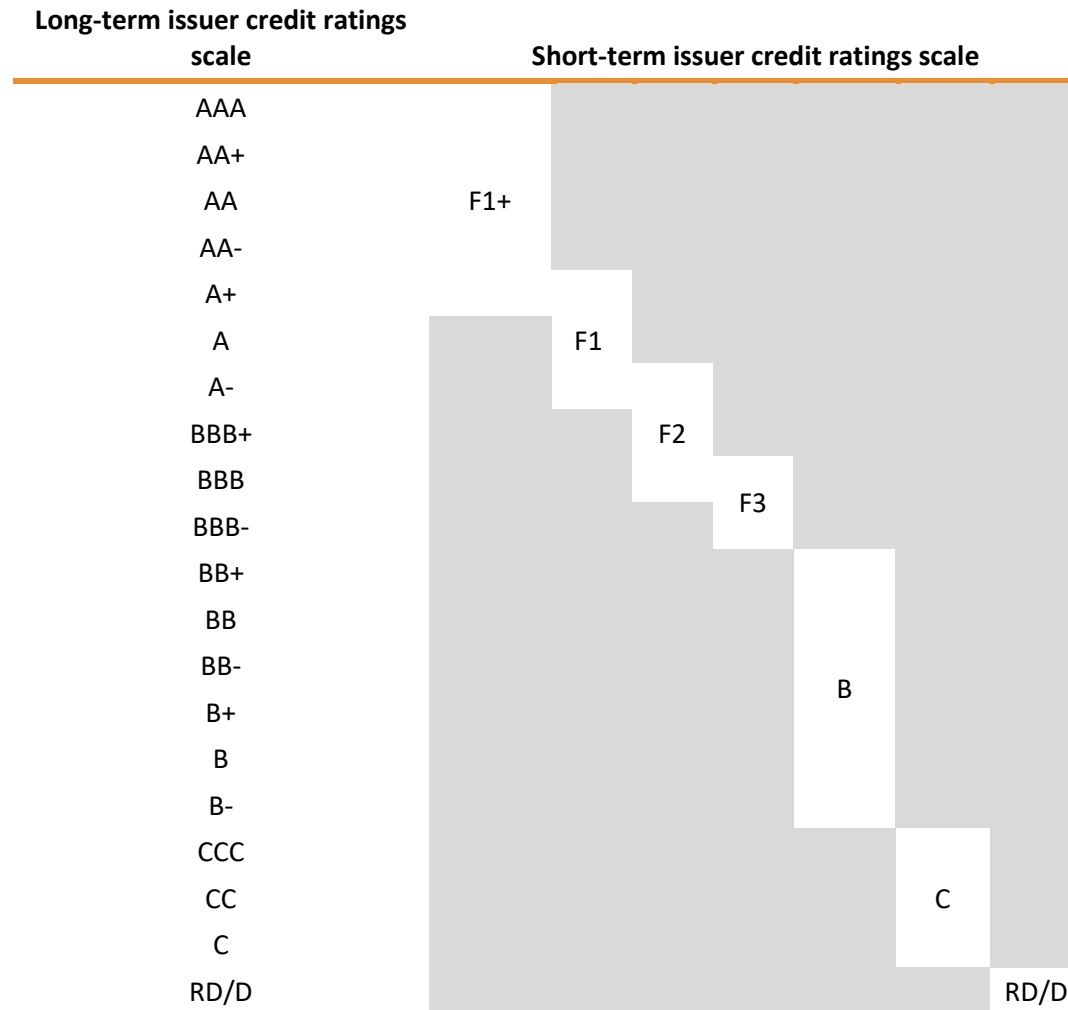 Long-term issuer credit ratings
scale
Short-term issuer credit ratings scale
AAA
AA+
AA F1+
AA-
A+
A F1
A-
BBB+ F2
BBB
F3
BBB-
BB+
BB
BB-
B
B+
B
B-
CCC
CC C
C
RD/D RD/D